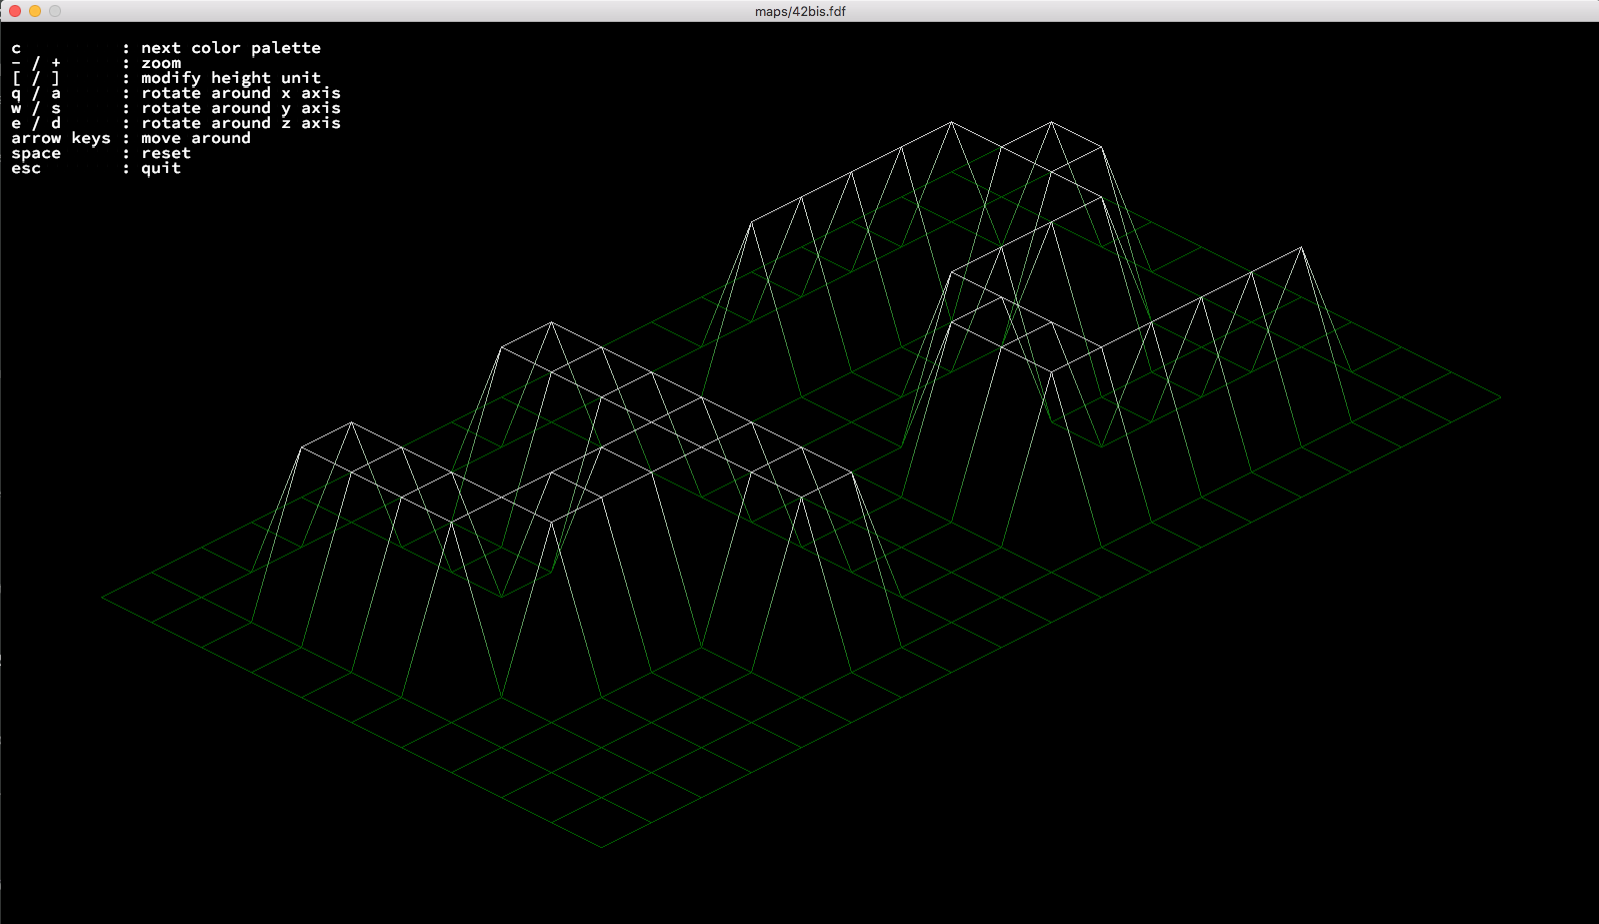 maps/42bis.fdf
c : next color palette
- / + : zoom
[ / ] : modify height unit
q / a : rotate around x axis
w / s : rotate around y axis
e / d : rotate around z axis
arrow keys : move around
space : reset
esc : quit